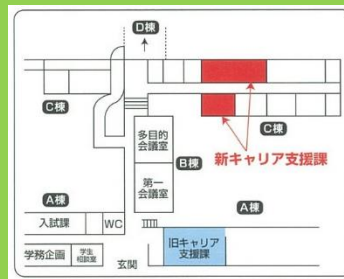 D棟
C棟
多目的
会議室
B棟
C棟
新キャリア支援課
第一
会議室
A棟
A棟
入試課
WC
旧キャリア
支援課
学務企画
学生
相談室
玄関